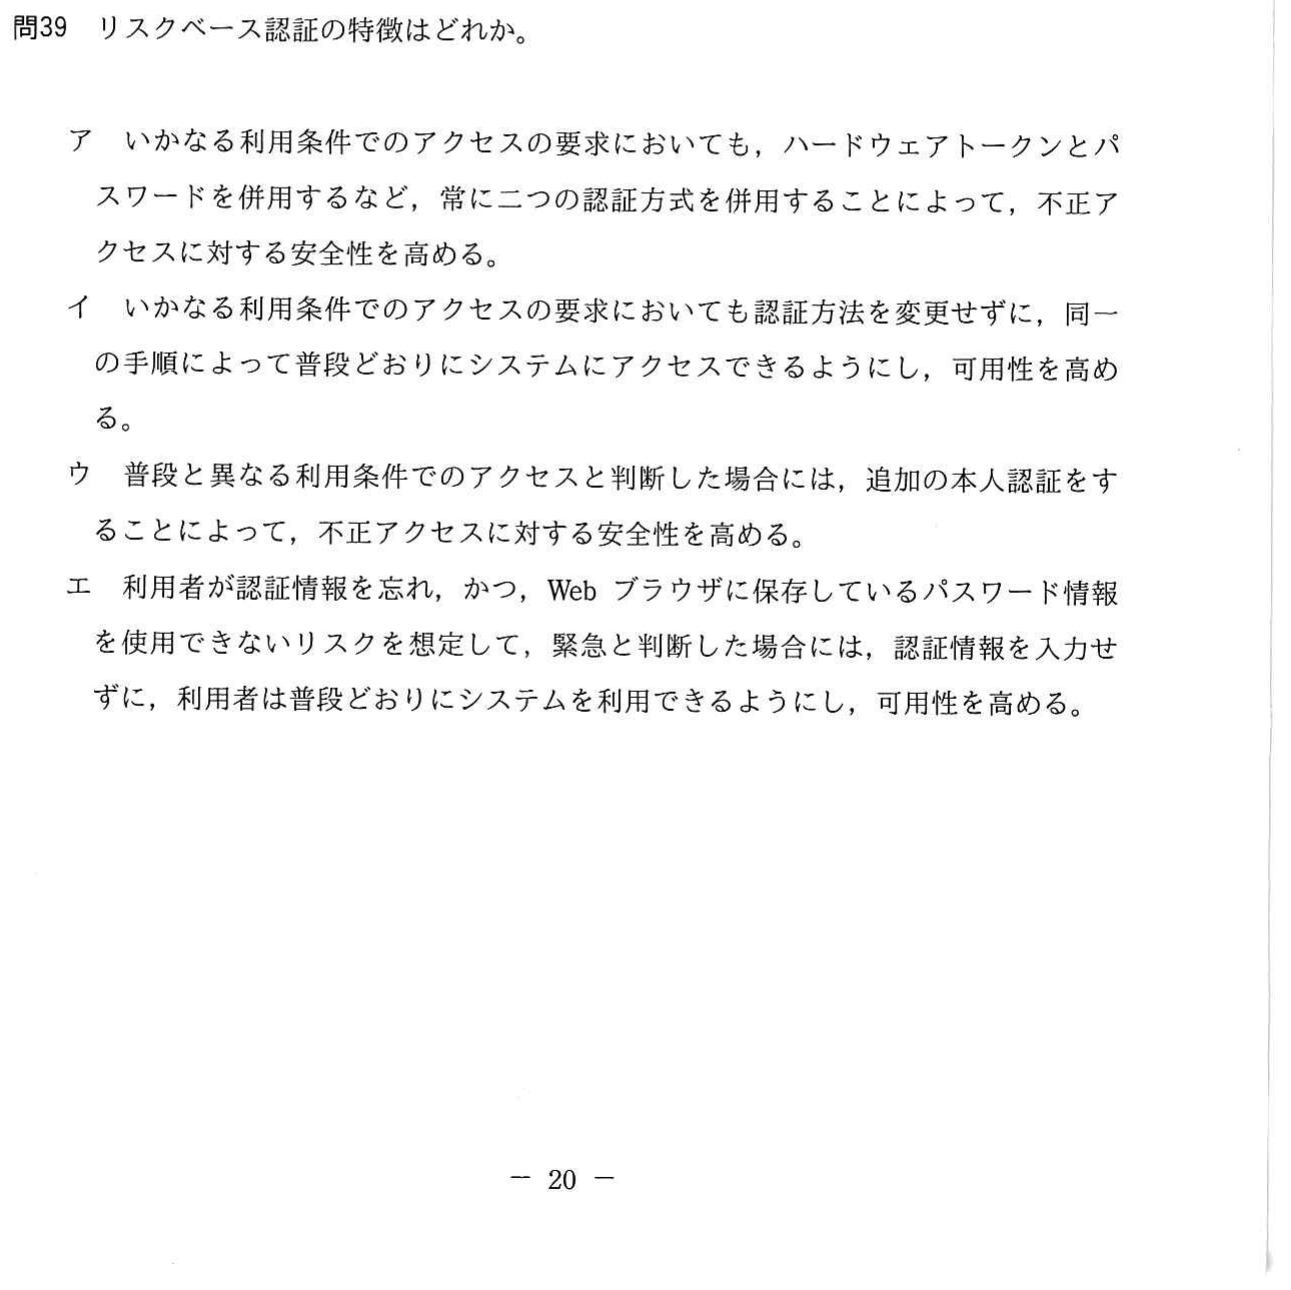 問39　リスクベース認証の特徴はどれか。
ア　いかなる利用条件でのアクセスの要求においても，ハードウェアトークンとパ
スワードを併用するなど，常に二つの認証方式を併用することによって，不正ア
クセスに対する安全性を高める。
イ　いかなる利用条件でのアクセスの要求においても認証方法を変更せずに，同一
の手順によって普段どおりにシステムにアクセスできるようにし，可用性を高め
る。
ウ　普段と異なる利用条件でのアクセスと判断した場合には，追加の本人認証をす
ることによって，不正アクセスに対する安全性を高める。
エ　利用者が認証情報を忘れ，かつ，Web ブラウザに保存しているパスワード情報
を使用できないリスクを想定して，緊急と判断した場合には，認証情報を入力せ
ずに，利用者は普段どおりにシステムを利用できるようにし，可用性を高める。
－ 20 －